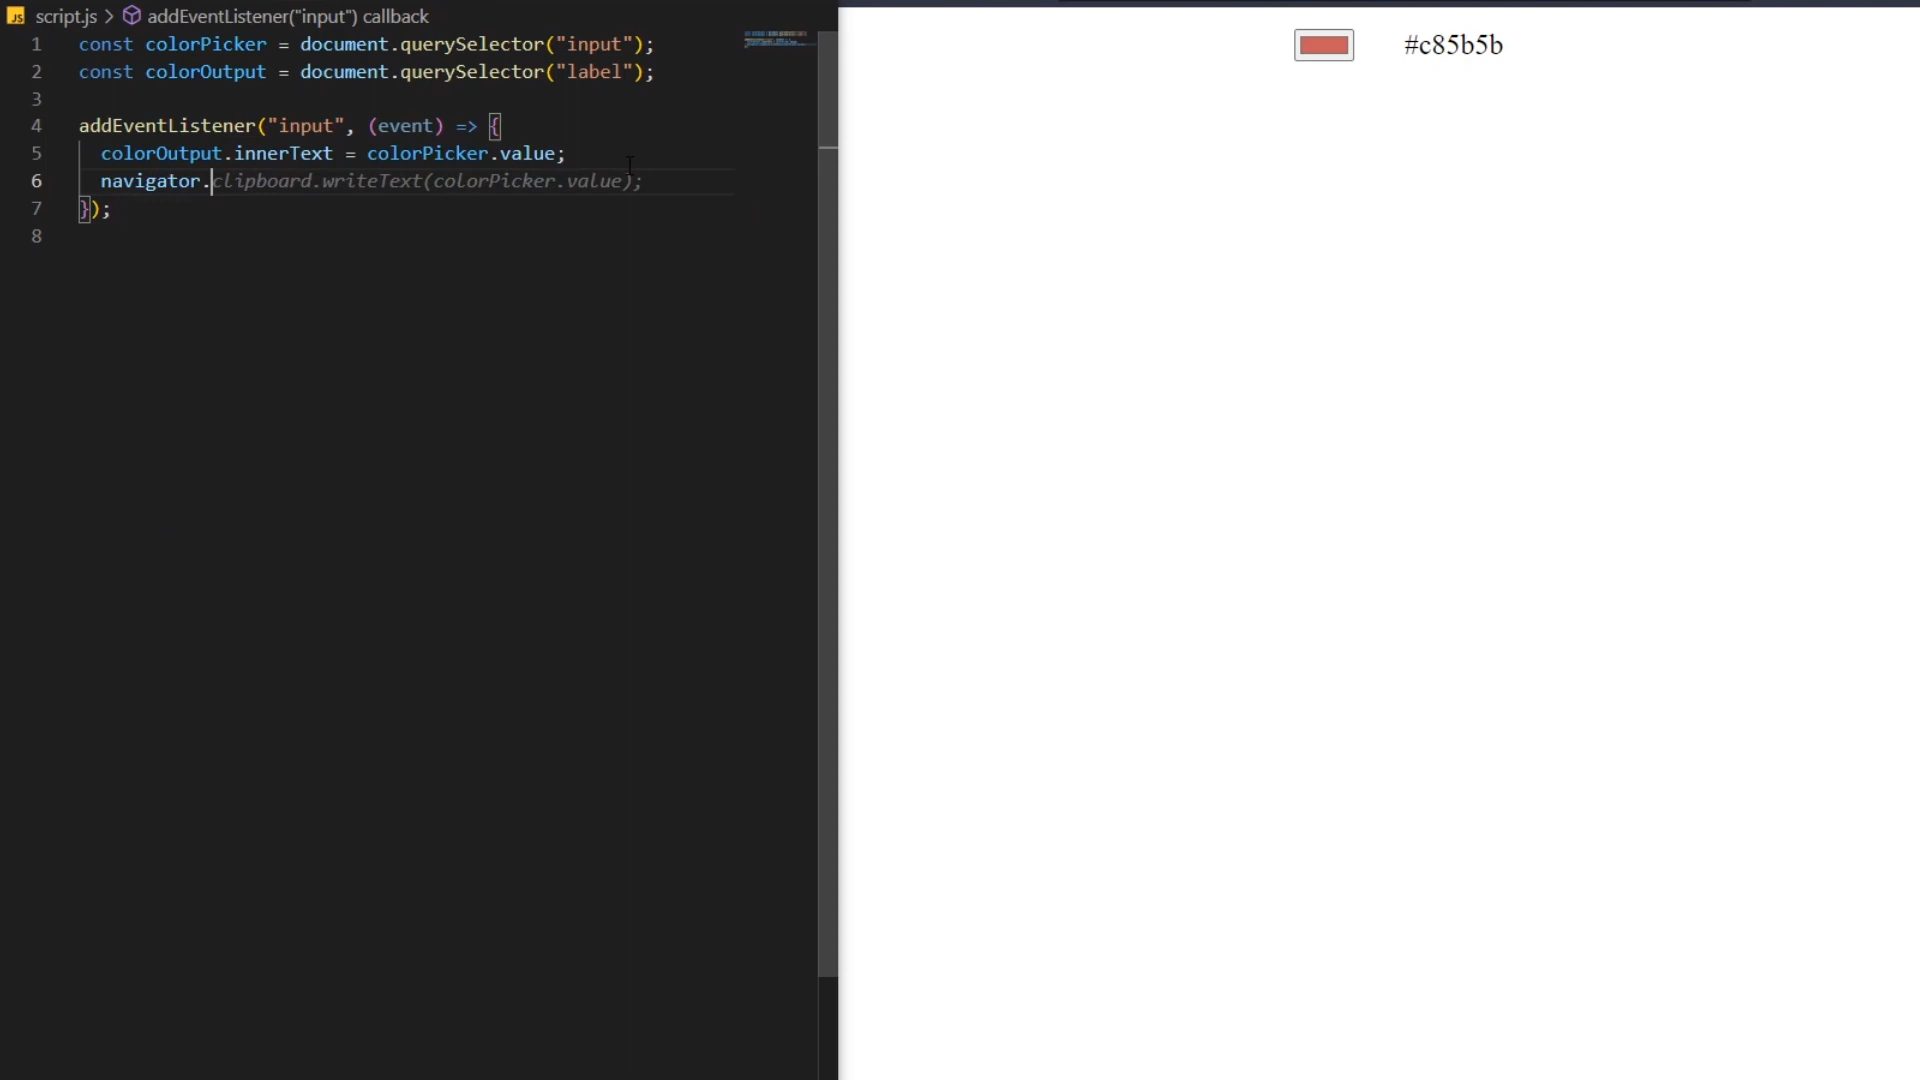 JS script.js > addEventListener("input") callback
1 const colorPicker = document.querySelector("input");
2 const colorOutput = document.querySelector("label");
3
4 addEventListener("input", (event) => {
5   colorOutput.innerText = colorPicker.value;
6   navigator.clipboard.writeText(colorPicker.value);
7 });
8
#c85b5b